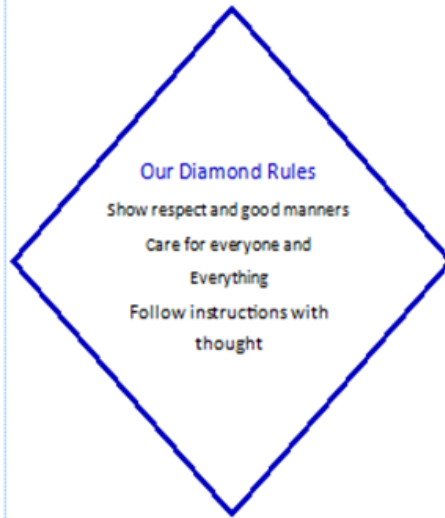 Our Diamond Rules
Show respect and good manners
Care for everyone and
Everything
Follow instructions with
thought